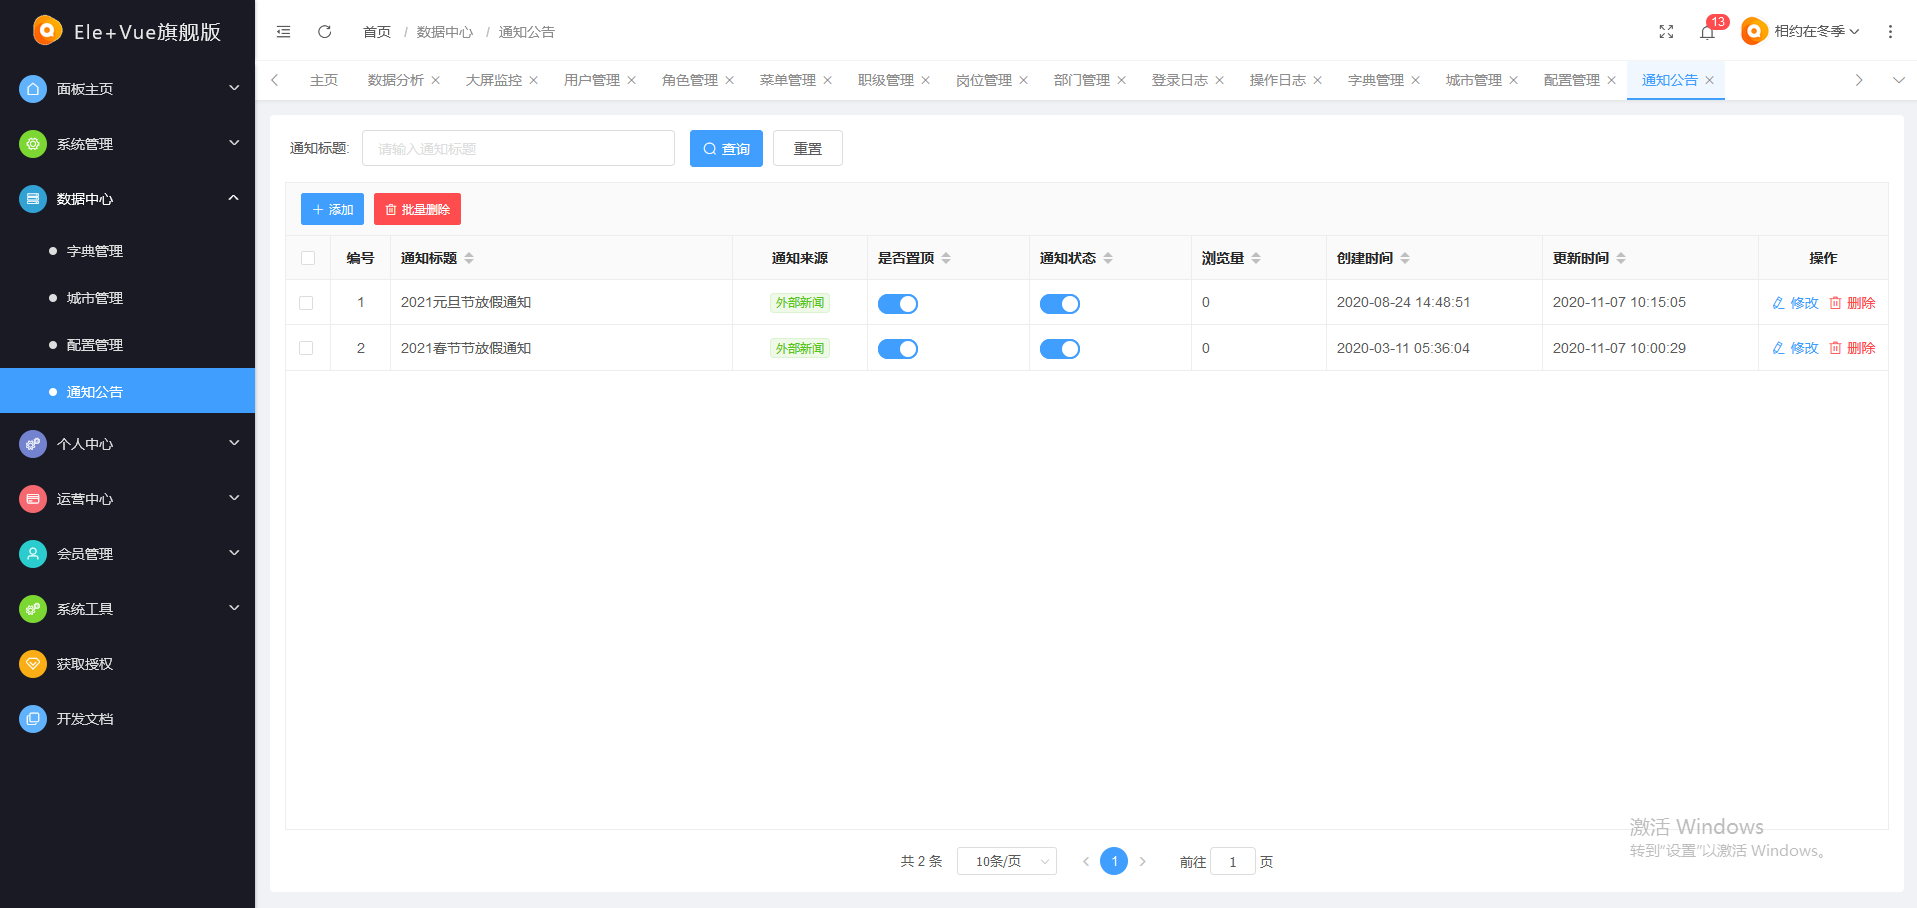 Ele+Vue旗舰版
面板主页
系统管理
数据中心
字典管理
城市管理
配置管理
通知公告
个人中心
运营中心
会员管理
系统工具
获取授权
开发文档
首页 / 数据中心 / 通知公告
13
相约在冬季
主页 数据分析 大屏监控 用户管理 角色管理 菜单管理 职级管理 岗位管理 部门管理 登录日志 操作日志 字典管理 城市管理 配置管理 通知公告
通知标题: 请输入通知标题 查询 重置
添加 批量删除
编号 通知标题 通知来源 是否置顶 通知状态 浏览量 创建时间 更新时间 操作
1 2021元旦节放假通知 外部新闻 0 2020-08-24 14:48:51 2020-11-07 10:15:05 修改 删除
2 2021春节节放假通知 外部新闻 0 2020-03-11 05:36:04 2020-11-07 10:00:29 修改 删除
共 2 条 10条/页 1 前往 1 页
激活 Windows
转到"设置"以激活 Windows。